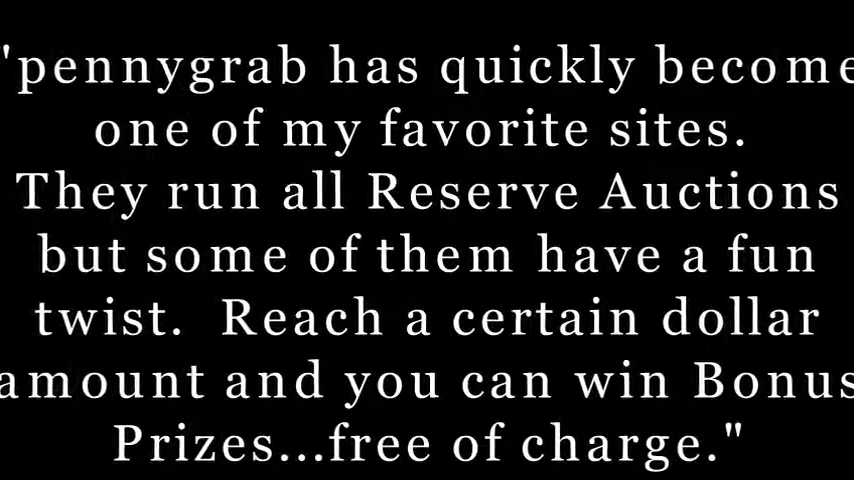 "pennygrab has quickly become
one of my favorite sites.
They run all Reserve Auctions
but some of them have a fun
twist.  Reach a certain dollar
amount and you can win Bonus
Prizes...free of charge."